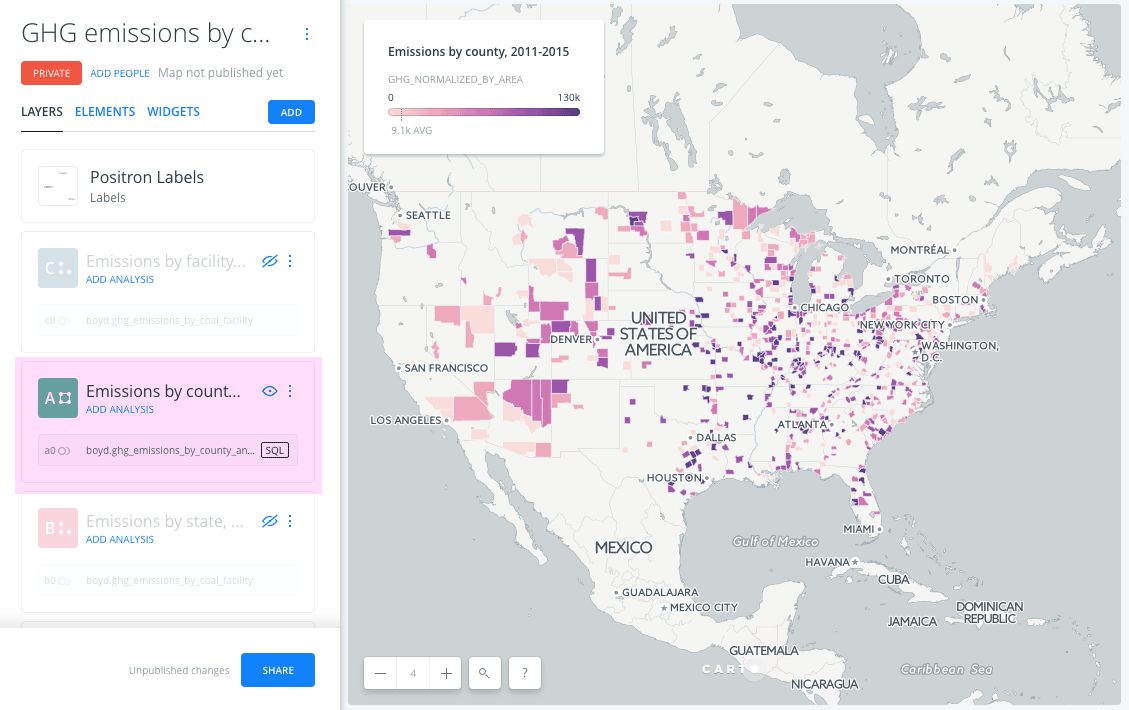 GHG emissions by c...
PRIVATE
ADD PEOPLE
Map not published yet
LAYERS
ELEMENTS
WIDGETS
ADD
Positron Labels
Labels
C
Emissions by facility...
ADD ANALYSIS
c0
boyd.ghg_emissions_by_coal_facility
A
Emissions by count...
ADD ANALYSIS
a0
boyd.ghg_emissions_by_county_an...
SQL
B
Emissions by state, ...
ADD ANALYSIS
b0
boyd.ghg_emissions_by_coal_facility
Unpublished changes
SHARE
Emissions by county, 2011-2015
GHG_NORMALIZED_BY_AREA
0
130k
9.1k AVG
OUVER
SEATTLE
MONTRÉAL
TORONTO
BOSTON
CHICAGO
NEW YORK CITY
UNITED
STATES OF
AMERICA
DENVER
WASHINGTON,
D.C.
SAN FRANCISCO
LOS ANGELES
ATLANTA
DALLAS
HOUSTON
MIAMI
Gulf of Mexico
MEXICO
HAVANA
CUBA
GUADALAJARA
MEXICO CITY
DOMINICAN
REPUBLIC
JAMAICA
GUATEMALA
Caribbean Sea
NICARAGUA
CARTO
4
?